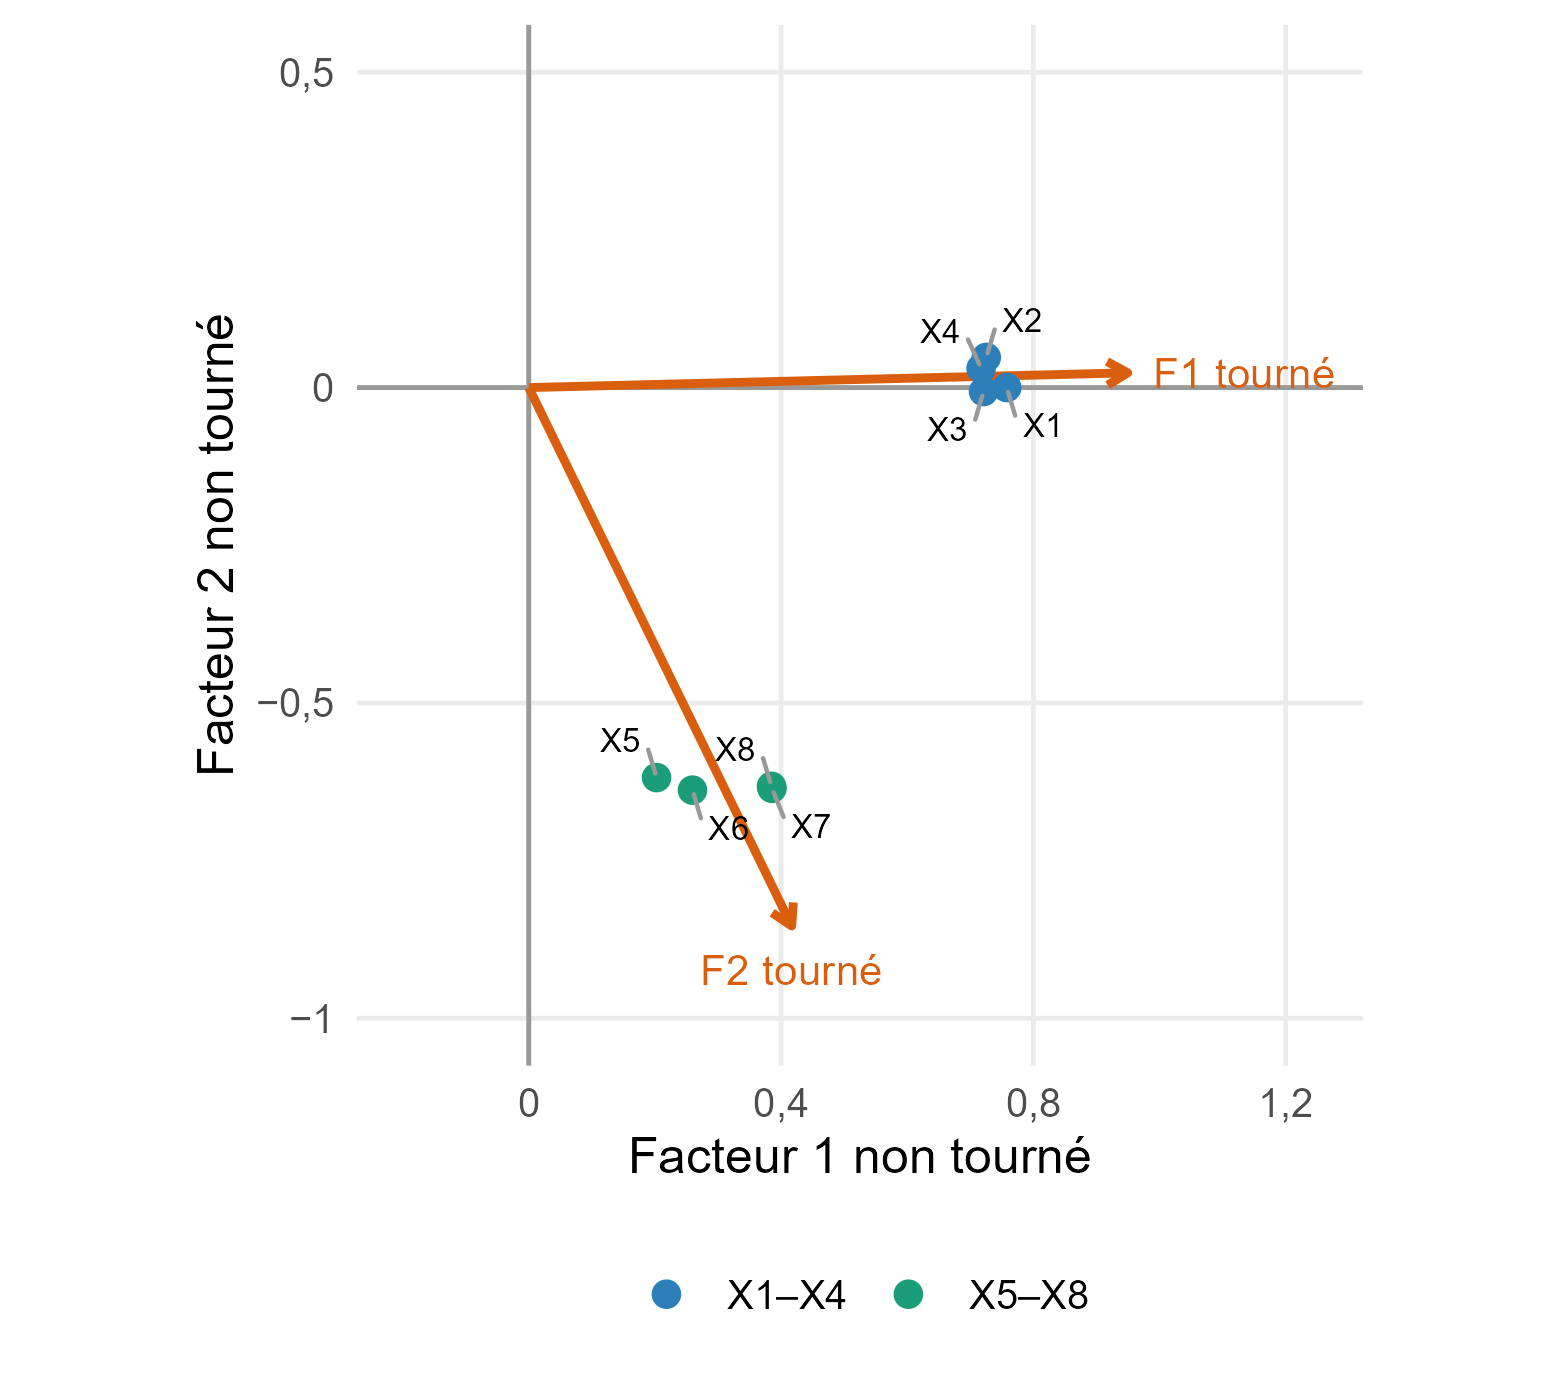 0,5
0
−0,5
−1
Facteur 2 non tourné
X4
X2
F1 tourné
X3
X1
X5
X8
X6
X7
F2 tourné
0
0,4
0,8
1,2
Facteur 1 non tourné
X1–X4
X5–X8